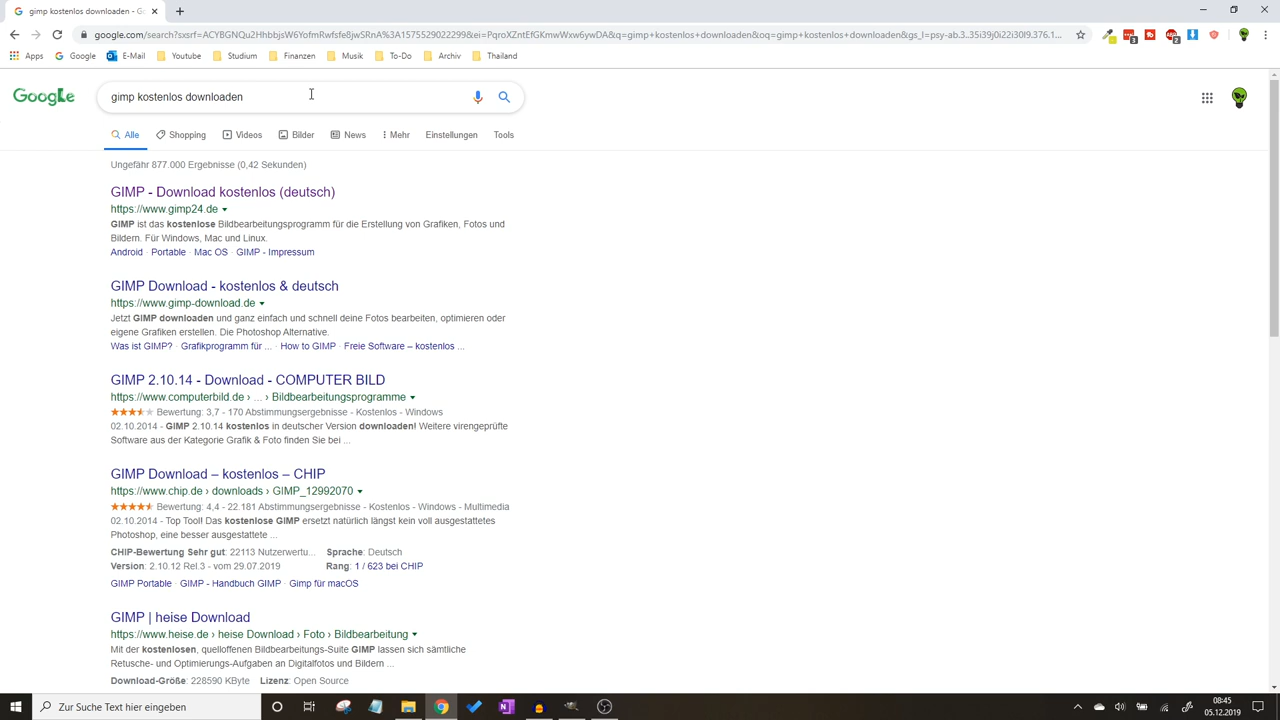 gimp kostenlos downloaden - G
google.com/search?sxsrf=ACYBGNQu2HhbbjsW6YofmRwfsfe8jwSRnA%3A1575529022299&ei=PqroXZntEfGKmwWxw6ywDA&q=gimp+kostenlos+downloaden&oq=gimp+kostenlos+downloaden&gs_l=psy-ab.3..35i39j0i22i30l9.376.1...
Apps Google E-Mail Youtube Studium Finanzen Musik To-Do Archiv Thailand
Google gimp kostenlos downloaden
Alle Shopping Videos Bilder News Mehr Einstellungen Tools
Ungefähr 877.000 Ergebnisse (0,42 Sekunden)
GIMP - Download kostenlos (deutsch)
https://www.gimp24.de
GIMP ist das kostenlose Bildbearbeitungsprogramm für die Erstellung von Grafiken, Fotos und
Bildern. Für Windows, Mac und Linux.
Android · Portable · Mac OS · GIMP - Impressum
GIMP Download - kostenlos & deutsch
https://www.gimp-download.de
Jetzt GIMP downloaden und ganz einfach und schnell deine Fotos bearbeiten, optimieren oder
eigene Grafiken erstellen. Die Photoshop Alternative.
Was ist GIMP? · Grafikprogramm für ... · How to GIMP · Freie Software – kostenlos ...
GIMP 2.10.14 - Download - COMPUTER BILD
https://www.computerbild.de › ... › Bildbearbeitungsprogramme
Bewertung: 3,7 - 170 Abstimmungsergebnisse - Kostenlos - Windows
02.10.2014 - GIMP 2.10.14 kostenlos in deutscher Version downloaden! Weitere virengeprüfte
Software aus der Kategorie Grafik & Foto finden Sie bei ...
GIMP Download – kostenlos – CHIP
https://www.chip.de › downloads › GIMP_12992070
Bewertung: 4,4 - 22.181 Abstimmungsergebnisse - Kostenlos - Windows - Multimedia
02.10.2014 - Top Tool! Das kostenlose GIMP ersetzt natürlich längst kein voll ausgestattetes
Photoshop, eine besser ausgestattete ...
CHIP-Bewertung Sehr gut: 22113 Nutzerwertu... Sprache: Deutsch
Version: 2.10.12 Rel.3 - vom 29.07.2019 Rang: 1 / 623 bei CHIP
GIMP Portable · GIMP - Handbuch GIMP · Gimp für macOS
GIMP | heise Download
https://www.heise.de › heise Download › Foto › Bildbearbeitung
Mit der kostenlosen, quelloffenen Bildbearbeitungs-Suite GIMP lassen sich sämtliche
Retusche- und Optimierungs-Aufgaben an Digitalfotos und Bildern ...
Download-Größe: 228590 KByte Lizenz: Open Source
Zur Suche Text hier eingeben
08:45
05.12.2019